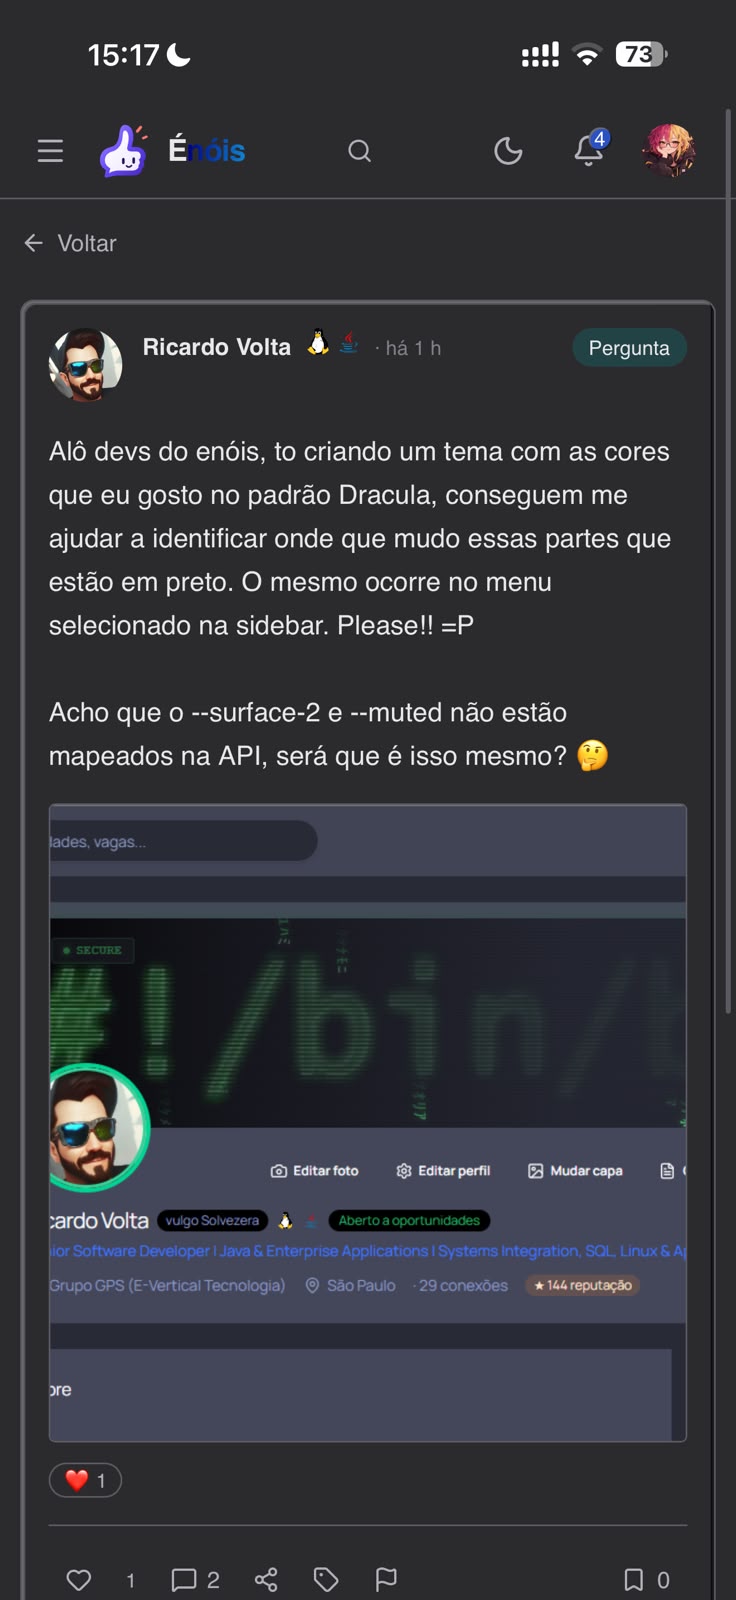 15:17
73
Énóis
4
Voltar
Ricardo Volta · há 1 h
Pergunta
Alô devs do enóis, to criando um tema com as cores
que eu gosto no padrão Dracula, conseguem me
ajudar a identificar onde que mudo essas partes que
estão em preto. O mesmo ocorre no menu
selecionado na sidebar. Please!! =P
Acho que o --surface-2 e --muted não estão
mapeados na API, será que é isso mesmo? 🤔
lades, vagas...
SECURE
#!/bin/b
Editar foto
Editar perfil
Mudar capa
cardo Volta
vulgo Solvezera
Aberto a oportunidades
ior Software Developer | Java & Enterprise Applications | Systems Integration, SQL, Linux & Ap
Grupo GPS (E-Vertical Tecnologia)
São Paulo
· 29 conexões
★ 144 reputação
bre
❤️ 1
1
2
0